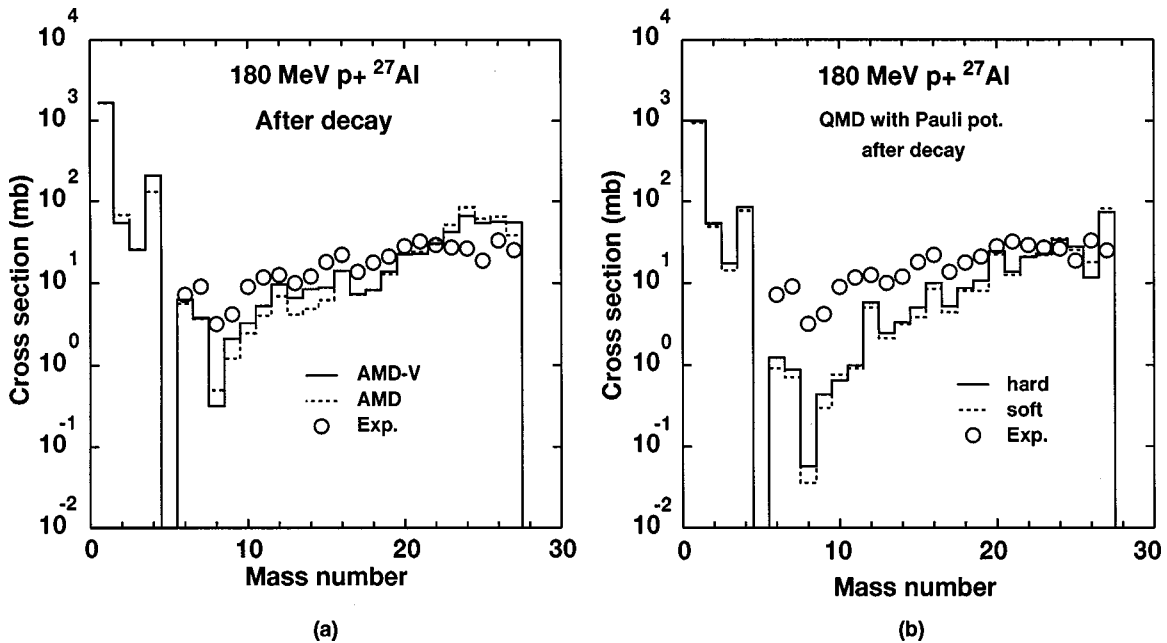 10^4
10^3
10^2
10^1
10^0
10^-1
10^-2
Cross section (mb)
180 MeV p+ ^27Al
After decay
AMD-V
AMD
Exp.
0
10
20
30
Mass number
(a)
10^4
10^3
10^2
10^1
10^0
10^-1
10^-2
Cross section (mb)
180 MeV p+ ^27Al
QMD with Pauli pot.
after decay
hard
soft
Exp.
0
10
20
30
Mass number
(b)